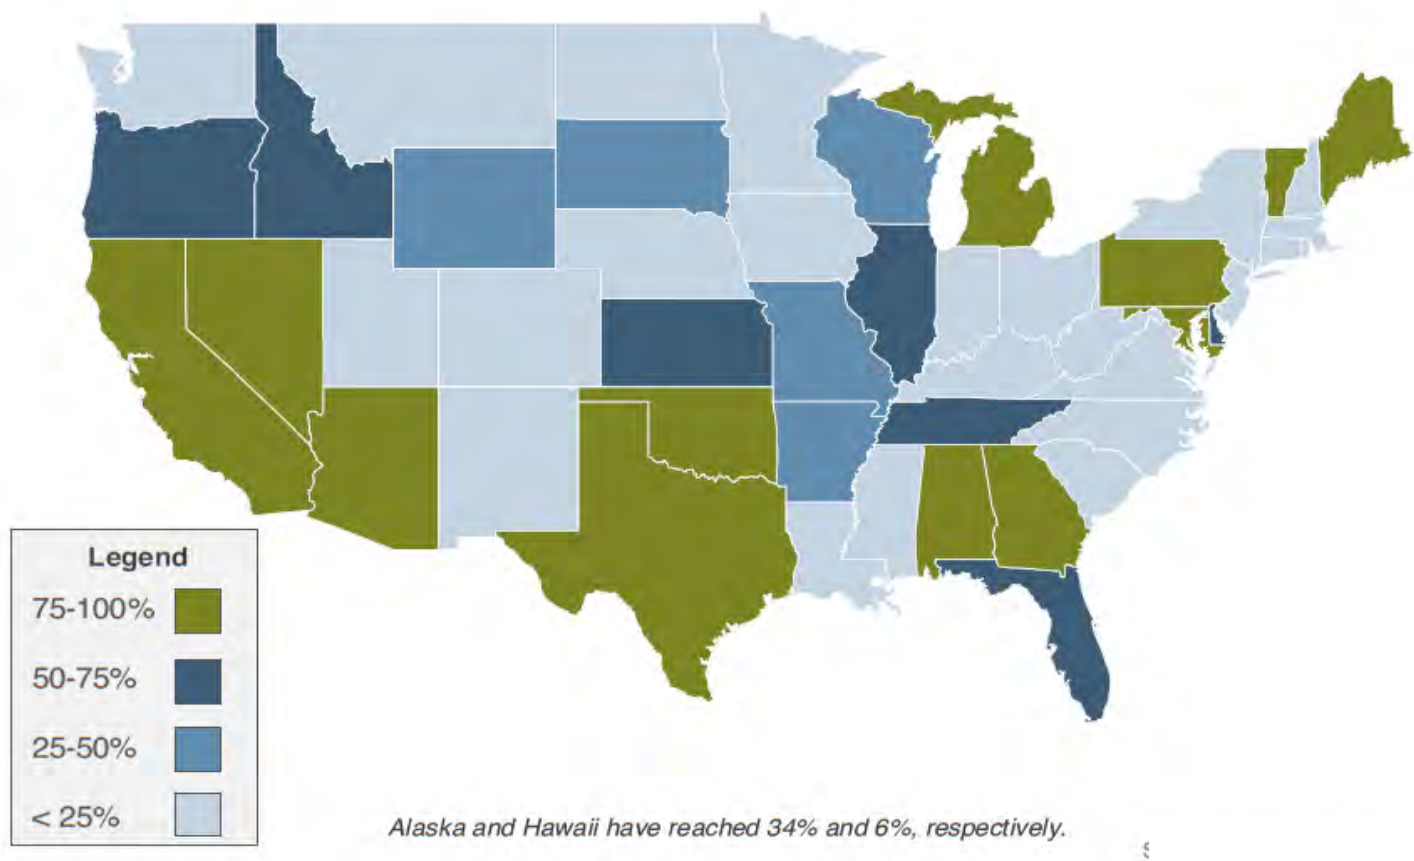 Legend
75-100%
50-75%
25-50%
< 25%
Alaska and Hawaii have reached 34% and 6%, respectively.